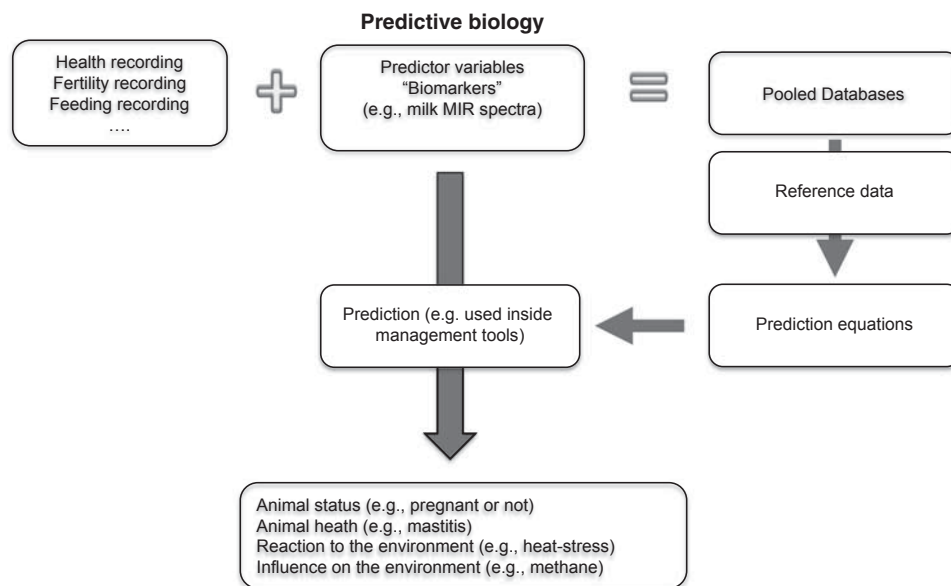 Predictive biology
Health recording
Fertility recording
Feeding recording
....
Predictor variables
“Biomarkers”
(e.g., milk MIR spectra)
Pooled Databases
Reference data
Prediction (e.g. used inside
management tools)
Prediction equations
Animal status (e.g., pregnant or not)
Animal heath (e.g., mastitis)
Reaction to the environment (e.g., heat-stress)
Influence on the environment (e.g., methane)